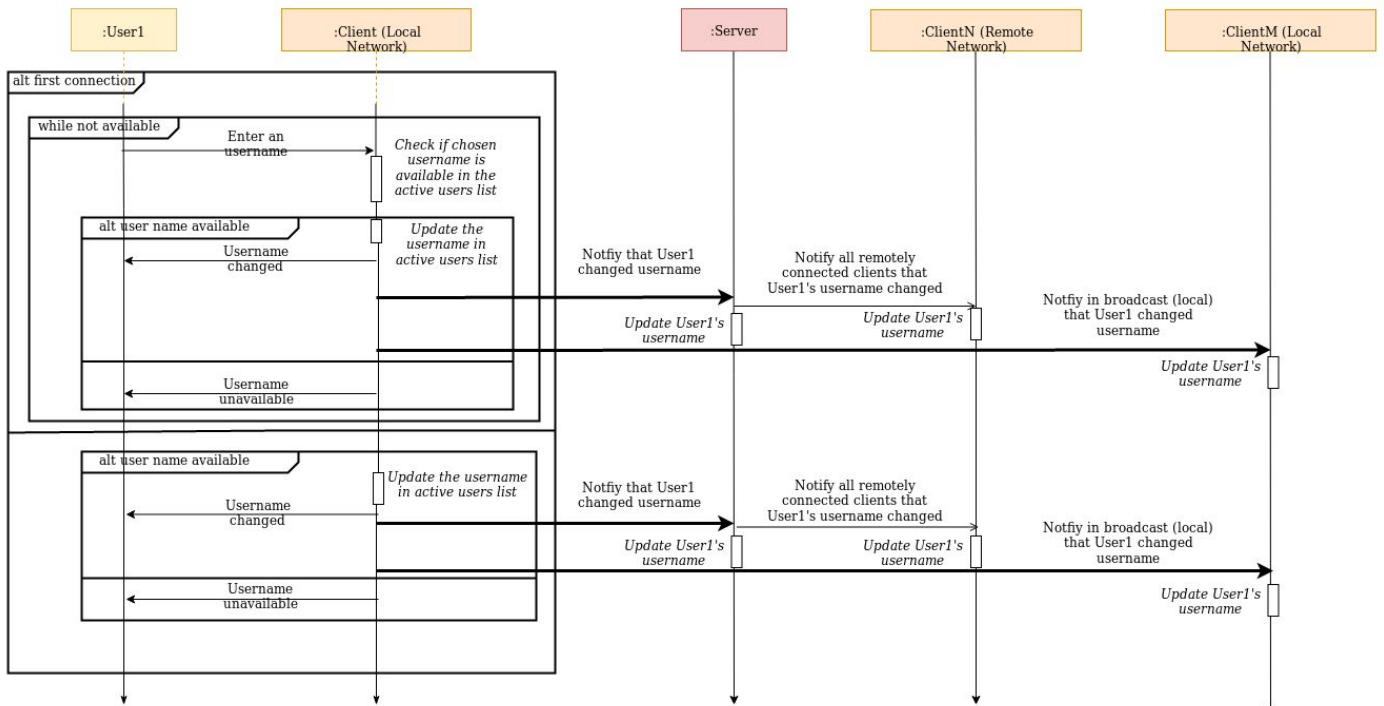 :User1
:Client (Local
Network)
:Server
:ClientN (Remote
Network)
:ClientM (Local
Network)
alt first connection
while not available
Enter an
username
Check if chosen
username is
available in the
active users list
alt user name available
Update the
username in
active users list
Username
changed
Notfiy that User1
changed username
Notify all remotely
connected clients that
User1's username changed
Notfiy in broadcast (local)
that User1 changed
username
Update User1's
username
Update User1's
username
Update User1's
username
Username
unavailable
alt user name available
Update the username
in active users list
Username
changed
Notfiy that User1
changed username
Notify all remotely
connected clients that
User1's username changed
Notfiy in broadcast (local)
that User1 changed
username
Update User1's
username
Update User1's
username
Update User1's
username
Username
unavailable